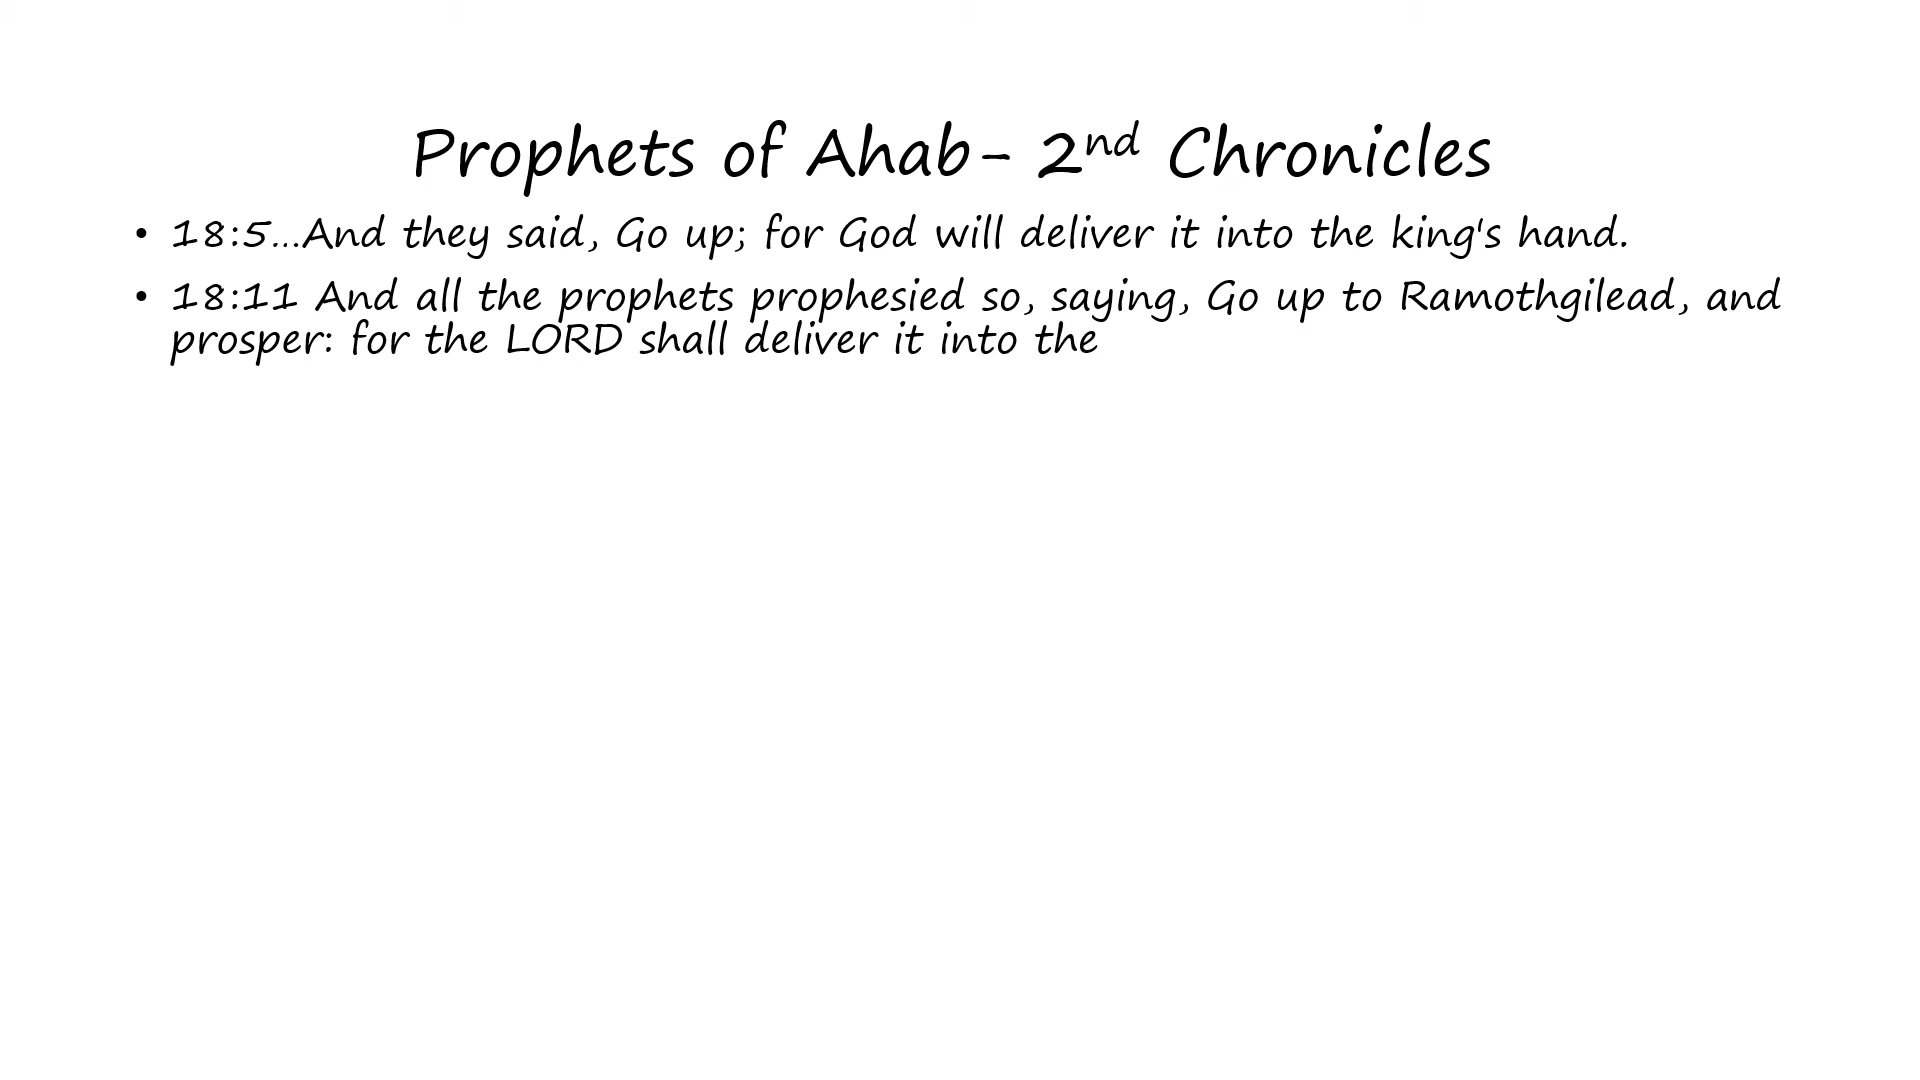 Prophets of Ahab- 2nd Chronicles
• 18:5...And they said, Go up; for God will deliver it into the king's hand.
• 18:11 And all the prophets prophesied so, saying, Go up to Ramothgilead, and
prosper: for the LORD shall deliver it into the